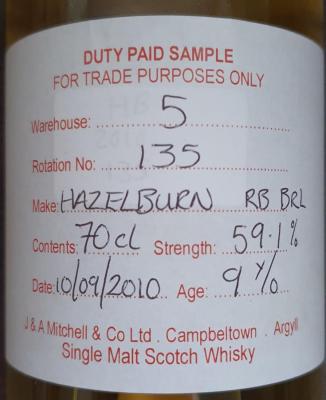 DUTY PAID SAMPLE
FOR TRADE PURPOSES ONLY
Warehouse: 5
Rotation No: 135
Make: HAZELBURN RB BRL
Contents: 70cl Strength: 59.1%
Date: 10/09/2010 Age: 9 Y/O
J & A Mitchell & Co Ltd . Campbeltown . Argyll
Single Malt Scotch Whisky